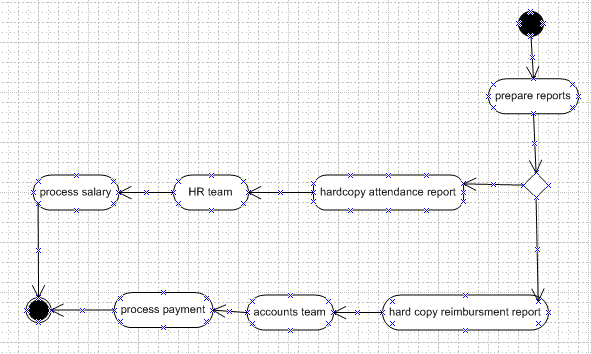 prepare reports
process salary
HR team
hardcopy attendance report
process payment
accounts team
hard copy reimbursment report